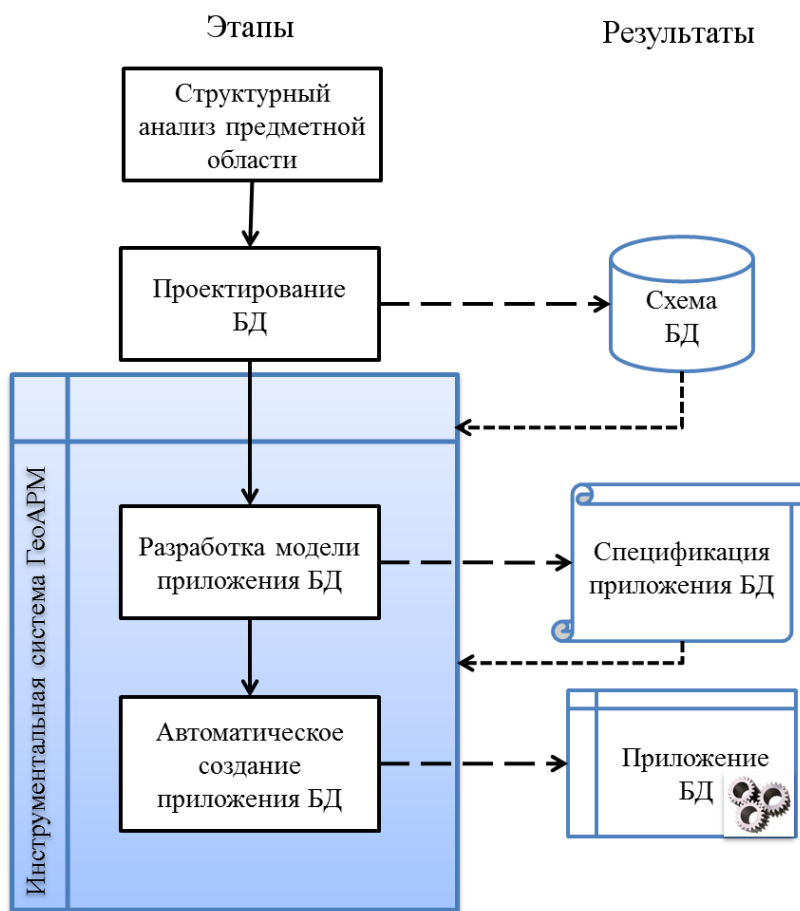 Этапы
Результаты
Структурный
анализ предметной
области
Проектирование
БД
Схема
БД
Инструментальная система ГеоАРМ
Разработка модели
приложения БД
Спецификация
приложения БД
Автоматическое
создание
приложения БД
Приложение
БД